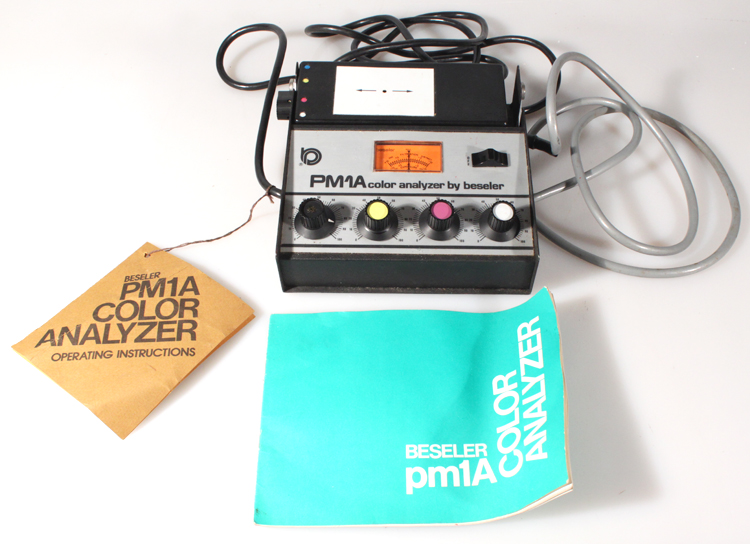 PM1A color analyzer by beseler
BESELER
PM1A
COLOR
ANALYZER
OPERATING INSTRUCTIONS
BESELER
pm1A
COLOR
ANALYZER